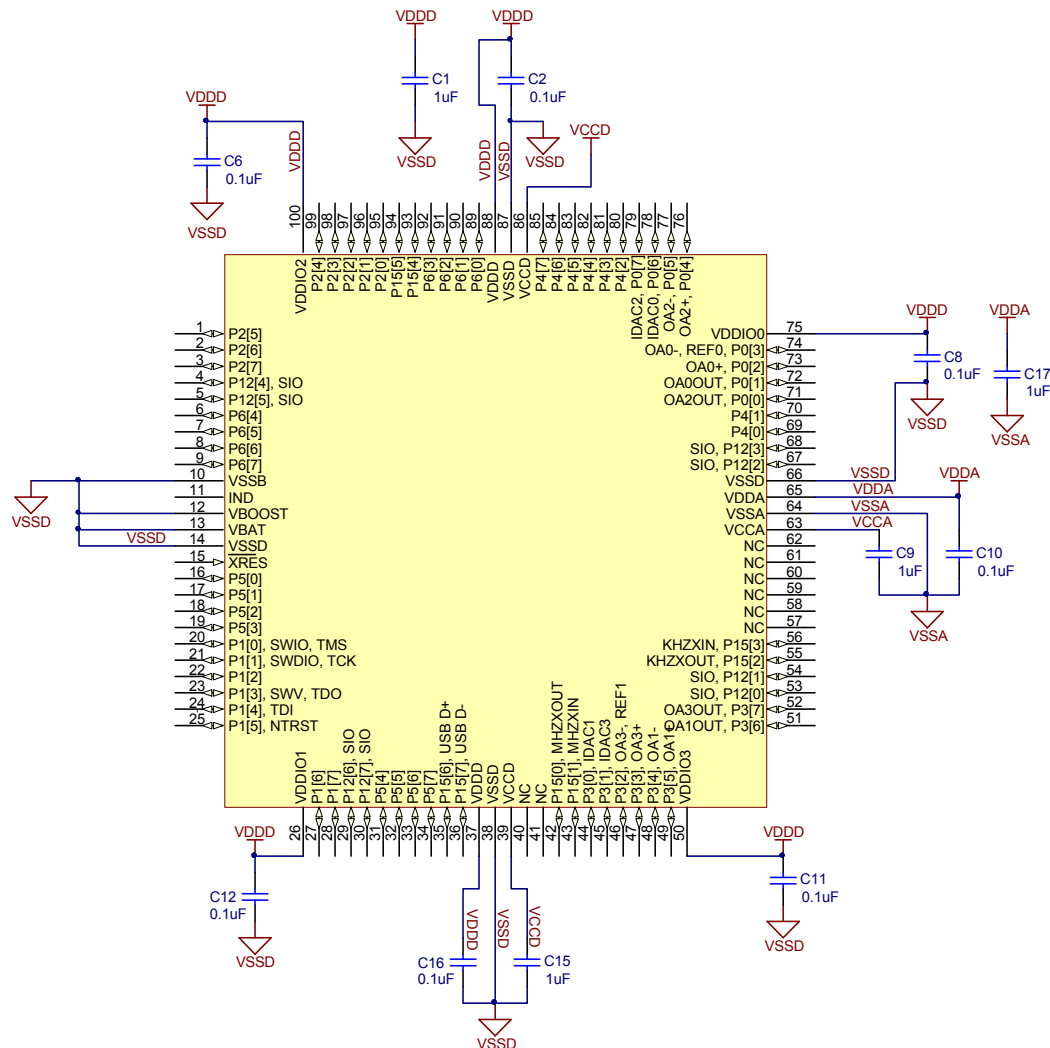 VDDD
VDDD
C1
1uF
C2
0.1uF
VDDD
VCCD
C6
0.1uF
VDDD
VDDD
VSSD
VSSD
VSSD
VSSD
100
99
98
97
96
95
94
93
92
91
90
89
88
87
86
85
84
83
82
81
80
79
78
77
76
VDDIO2
P2[4]
P2[3]
P2[2]
P2[1]
P2[0]
P15[5]
P15[4]
P6[3]
P6[2]
P6[1]
P6[0]
VDDD
VSSD
VCCD
P4[7]
P4[6]
P4[5]
P4[4]
P4[3]
P4[2]
IDAC2, P0[7]
IDAC0, P0[6]
OA2-, P0[5]
OA2+, P0[4]
1 P2[5]
2 P2[6]
3 P2[7]
4 P12[4], SIO
5 P12[5], SIO
6 P6[4]
7 P6[5]
8 P6[6]
9 P6[7]
10 VSSB
11 IND
12 VBOOST
13 VBAT
VSSD 14 VSSD
15 XRES
16 P5[0]
17 P5[1]
18 P5[2]
19 P5[3]
20 P1[0], SWIO, TMS
21 P1[1], SWDIO, TCK
22 P1[2]
23 P1[3], SWV, TDO
24 P1[4], TDI
25 P1[5], NTRST
VSSD
VDDIO0 75
OA0-, REF0, P0[3] 74
OA0+, P0[2] 73
OA0OUT, P0[1] 72
OA2OUT, P0[0] 71
P4[1] 70
P4[0] 69
SIO, P12[3] 68
SIO, P12[2] 67
VSSD 66 VSSD
VDDA 65 VDDA
VSSA 64 VSSA
VCCA 63 VCCA
NC 62
NC 61
NC 60
NC 59
NC 58
NC 57
KHZXIN, P15[3] 56
KHZXOUT, P15[2] 55
SIO, P12[1] 54
SIO, P12[0] 53
OA3OUT, P3[7] 52
OA1OUT, P3[6] 51
VDDD
C8
0.1uF
VSSD
VDDA
C17
1uF
VSSA
VDDA
C9
1uF
C10
0.1uF
VSSA
VDDIO1
P1[6]
P1[7]
P12[6], SIO
P12[7], SIO
P5[4]
P5[5]
P5[6]
P5[7]
P15[6], USB D+
P15[7], USB D-
VDDD
VSSD
VCCD
NC
NC
P15[0], MHZXOUT
P15[1], MHZXIN
P3[0], IDAC1
P3[1], IDAC3
P3[2], OA3-, REF1
P3[3], OA3+
P3[4], OA1-
P3[5], OA1+
VDDIO3
26
27
28
29
30
31
32
33
34
35
36
37
38
39
40
41
42
43
44
45
46
47
48
49
50
VDDD
C12
0.1uF
VSSD
VDDD
VSSD
VCCD
C16
0.1uF
C15
1uF
VSSD
VDDD
C11
0.1uF
VSSD